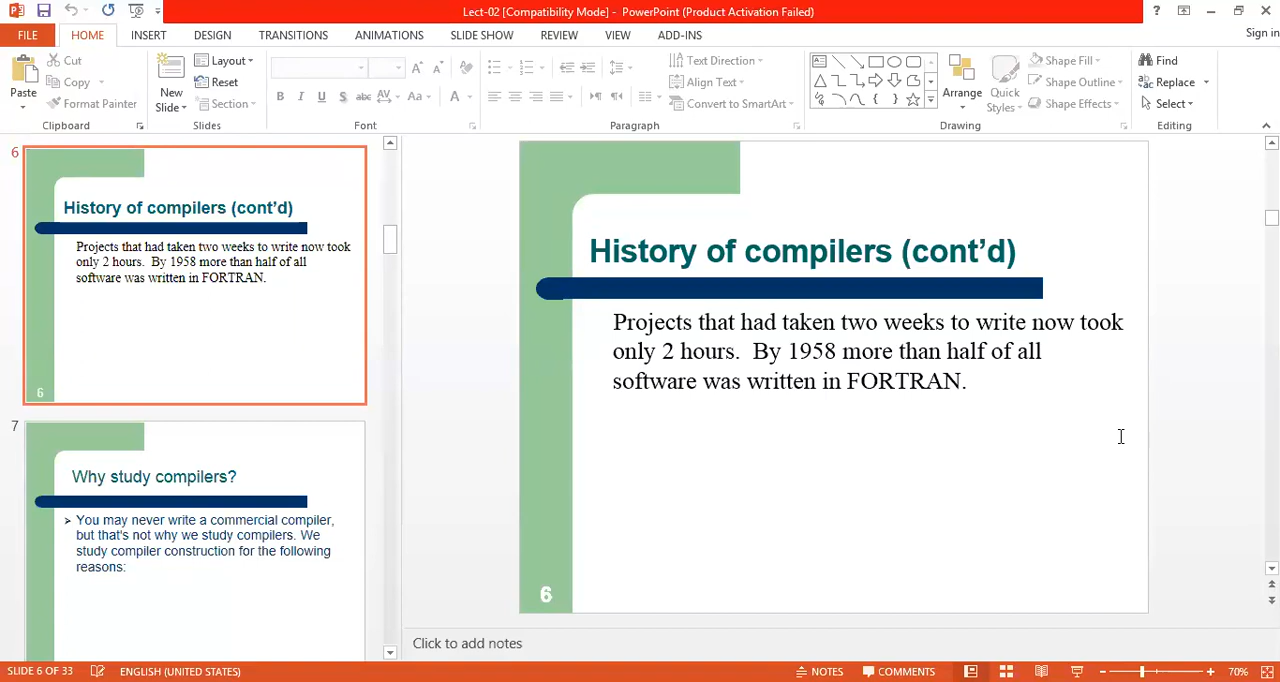 Lect-02 [Compatibility Mode] - PowerPoint (Product Activation Failed)
FILE HOME INSERT DESIGN TRANSITIONS ANIMATIONS SLIDE SHOW REVIEW VIEW ADD-INS Sign in
Paste
Cut
Copy
Format Painter
Clipboard
New
Slide
Layout
Reset
Section
Slides
B I U S abc AV Aa A
Font
Text Direction
Align Text
Convert to SmartArt
Paragraph
Arrange
Quick
Styles
Shape Fill
Shape Outline
Shape Effects
Drawing
Find
Replace
Select
Editing
6
History of compilers (cont’d)
Projects that had taken two weeks to write now took
only 2 hours. By 1958 more than half of all
software was written in FORTRAN.
6
7
Why study compilers?
You may never write a commercial compiler,
but that's not why we study compilers. We
study compiler construction for the following
reasons:
History of compilers (cont’d)
Projects that had taken two weeks to write now took
only 2 hours. By 1958 more than half of all
software was written in FORTRAN.
6
Click to add notes
SLIDE 6 OF 33 ENGLISH (UNITED STATES) NOTES COMMENTS 70%